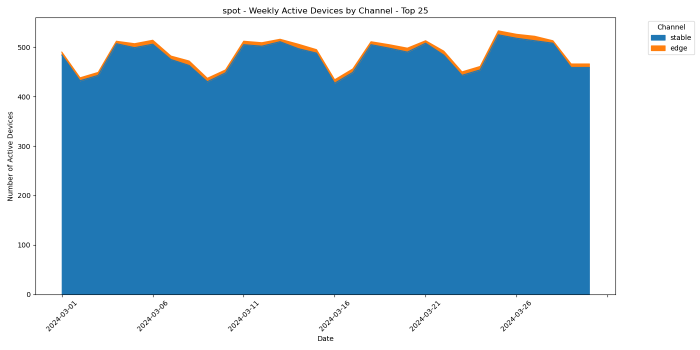 spot - Weekly Active Devices by Channel - Top 25
Channel
stable
edge
Number of Active Devices
500
400
300
200
100
0
2024-03-01
2024-03-06
2024-03-11
2024-03-16
2024-03-21
2024-03-26
Date